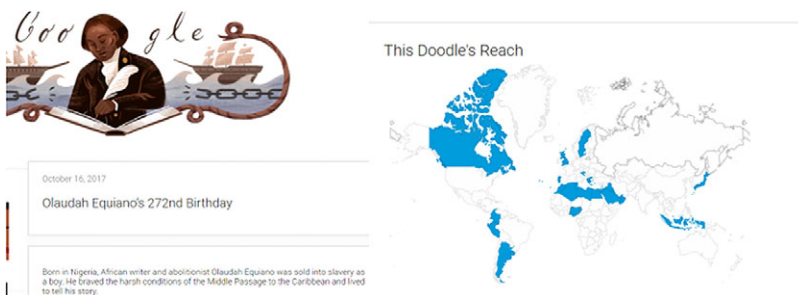 Google
October 16, 2017
Olaudah Equiano's 272nd Birthday
Born in Nigeria, African writer and abolitionist Olaudah Equiano was sold into slavery as
a boy. He braved the harsh conditions of the Middle Passage to the Caribbean and lived
to tell his story.
This Doodle's Reach